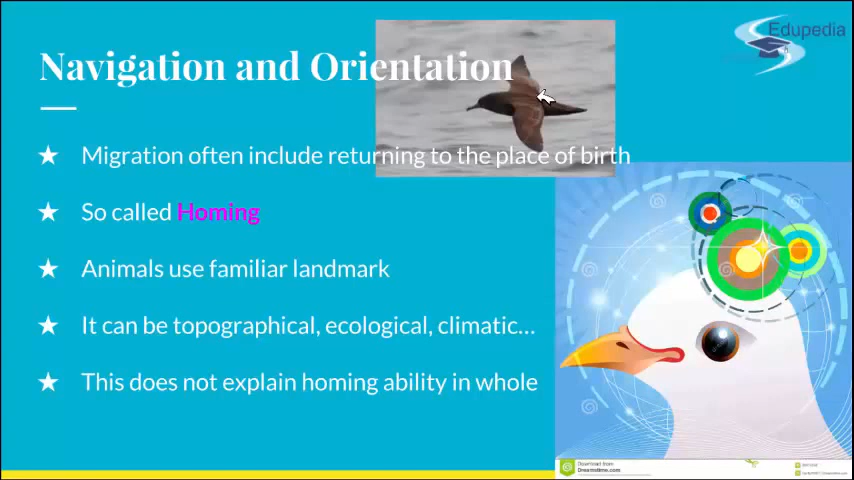 Edupedia
Navigation and Orientation
★ Migration often include returning to the place of birth
★ So called Homing
★ Animals use familiar landmark
★ It can be topographical, ecological, climatic...
★ This does not explain homing ability in whole
Download from
Dreamstime.com